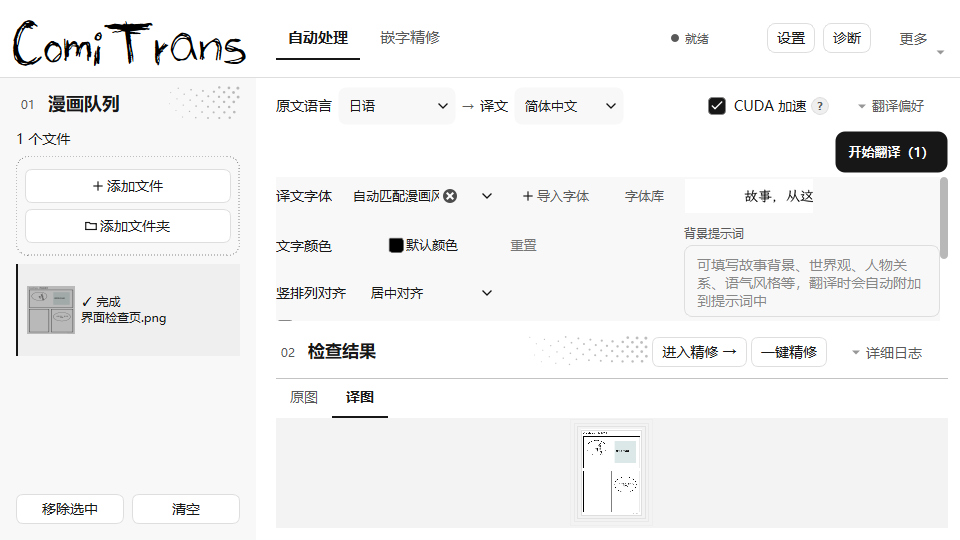 ComiTrans
自动处理
嵌字精修
就绪
设置
诊断
更多
01 漫画队列
1 个文件
+ 添加文件
添加文件夹
✓ 完成
界面检查页.png
移除选中
清空
原文语言 日语 → 译文 简体中文
CUDA 加速 ?
翻译偏好
开始翻译（1）
译文字体 自动匹配漫画风
+ 导入字体
字体库
故事，从这
文字颜色 默认颜色 重置
背景提示词
可填写故事背景、世界观、人物关
系、语气风格等，翻译时会自动附加
到提示词中
竖排列对齐 居中对齐
02 检查结果
进入精修 →
一键精修
详细日志
原图
译图